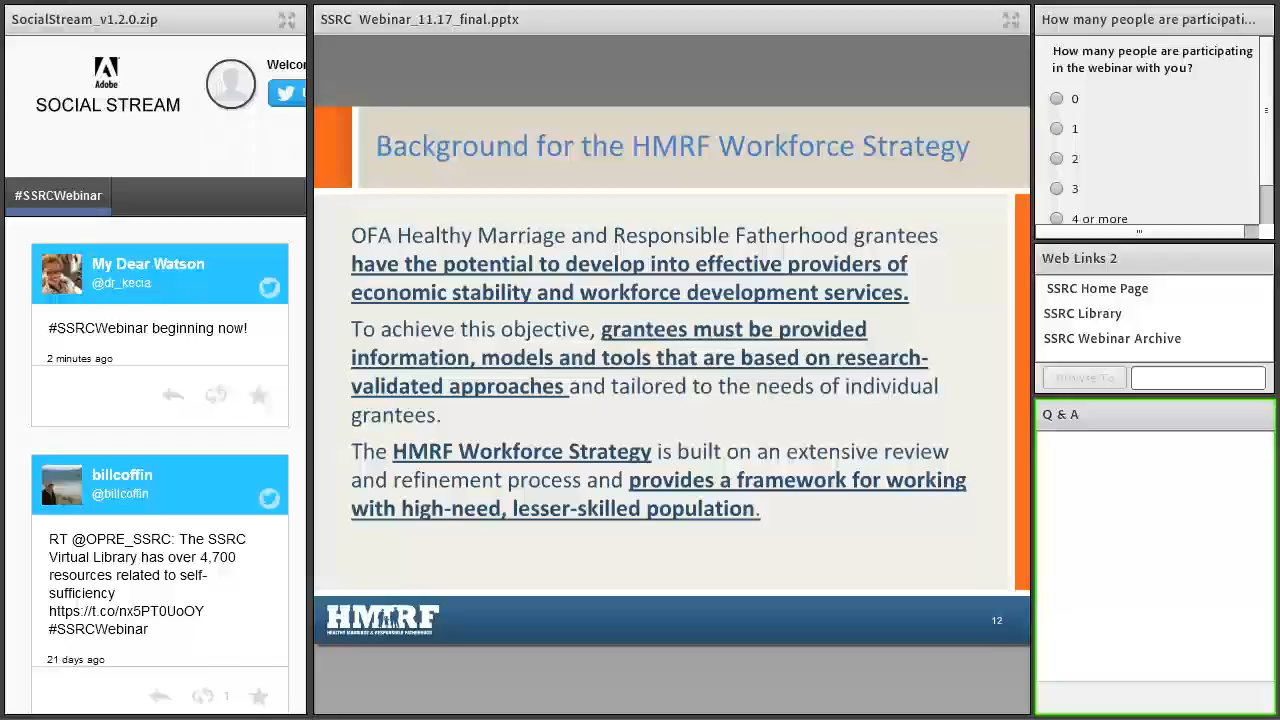 SocialStream_v1.2.0.zip
Adobe
SOCIAL STREAM
Welcon
#SSRCWebinar
My Dear Watson
@dr_kecia
#SSRCWebinar beginning now!
2 minutes ago
billcoffin
@billcoffin
RT @OPRE_SSRC: The SSRC
Virtual Library has over 4,700
resources related to self-
sufficiency
https://t.co/nx5PT0UoOY
#SSRCWebinar
21 days ago
1
SSRC Webinar_11.17_final.pptx
Background for the HMRF Workforce Strategy
OFA Healthy Marriage and Responsible Fatherhood grantees
have the potential to develop into effective providers of
economic stability and workforce development services.
To achieve this objective, grantees must be provided
information, models and tools that are based on research-
validated approaches and tailored to the needs of individual
grantees.
The HMRF Workforce Strategy is built on an extensive review
and refinement process and provides a framework for working
with high-need, lesser-skilled population.
HMRF
HEALTHY MARRIAGE & RESPONSIBLE FATHERHOOD
12
How many people are participati...
How many people are participating
in the webinar with you?
0
1
2
3
4 or more
Web Links 2
SSRC Home Page
SSRC Library
SSRC Webinar Archive
Browse To
Q & A